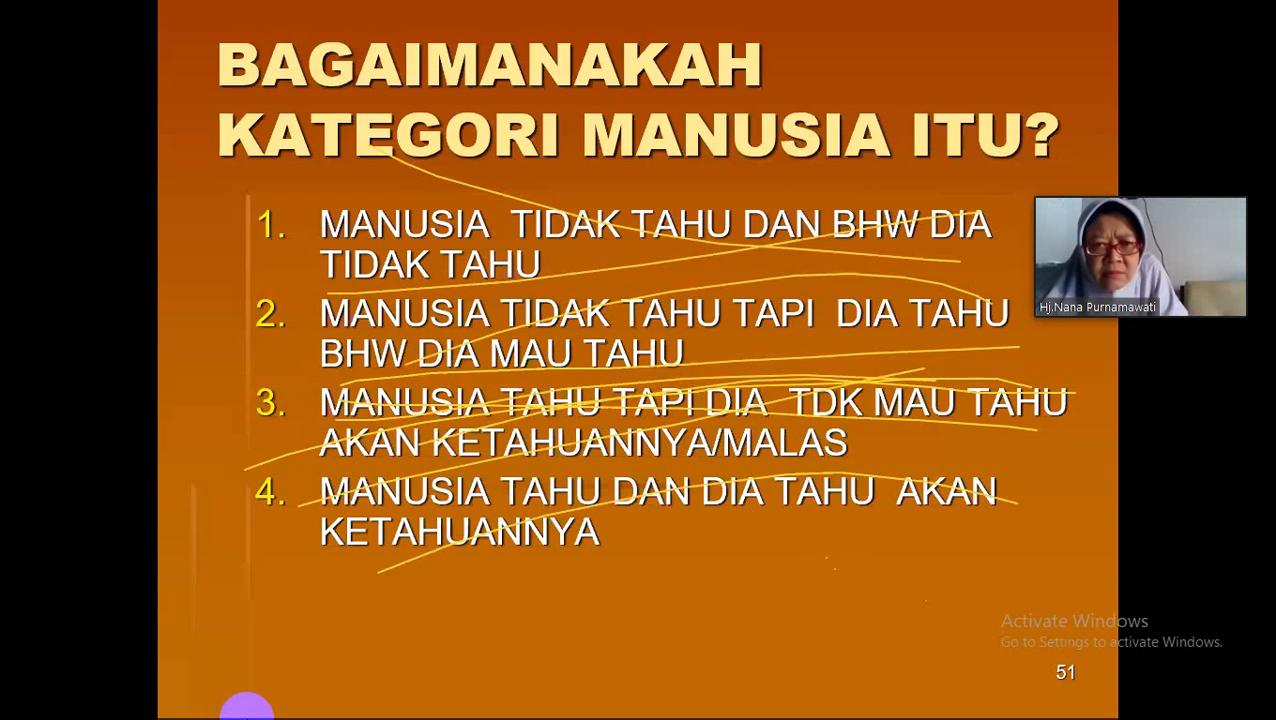 BAGAIMANAKAH
KATEGORI MANUSIA ITU?
1. MANUSIA TIDAK TAHU DAN BHW DIA
TIDAK TAHU
2. MANUSIA TIDAK TAHU TAPI DIA TAHU
BHW DIA MAU TAHU
3. MANUSIA TAHU TAPI DIA TDK MAU TAHU
AKAN KETAHUANNYA/MALAS
4. MANUSIA TAHU DAN DIA TAHU AKAN
KETAHUANNYA
Hj.Nana Purnamawati
Activate Windows
Go to Settings to activate Windows.
51